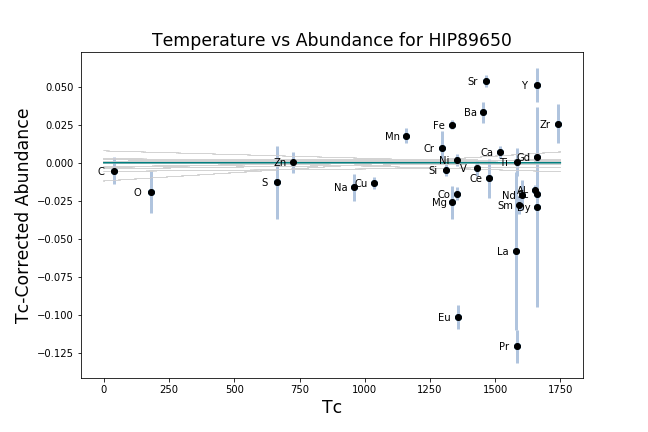 Temperature vs Abundance for HIP89650
Tc-Corrected Abundance
0.050
0.025
0.000
−0.025
−0.050
−0.075
−0.100
−0.125
Sr
Y
Ba
Fe
Zr
Mn
Cr
Ca
Gd
Zn
Ni
Ti
C
Si
V
S
Na
Cu
Ce
O
Co
Nd
Al
Mg
Sm
Dy
La
Eu
Pr
0
250
500
750
1000
1250
1500
1750
Tc